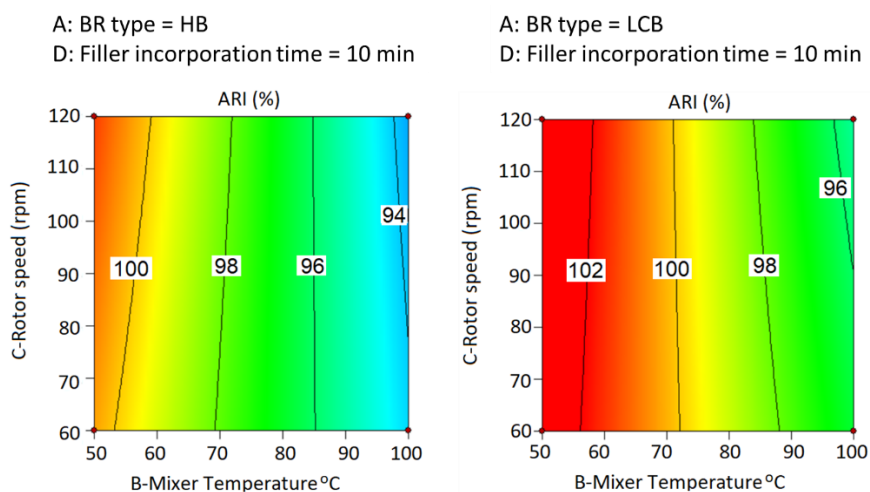 A: BR type = HB
D: Filler incorporation time = 10 min
ARI (%)
120
110
100
90
80
70
60
C-Rotor speed (rpm)
100
98
96
94
50 60 70 80 90 100
B-Mixer Temperature °C
A: BR type = LCB
D: Filler incorporation time = 10 min
ARI (%)
120
110
100
90
80
70
60
C-Rotor speed (rpm)
102
100
98
96
50 60 70 80 90 100
B-Mixer Temperature °C